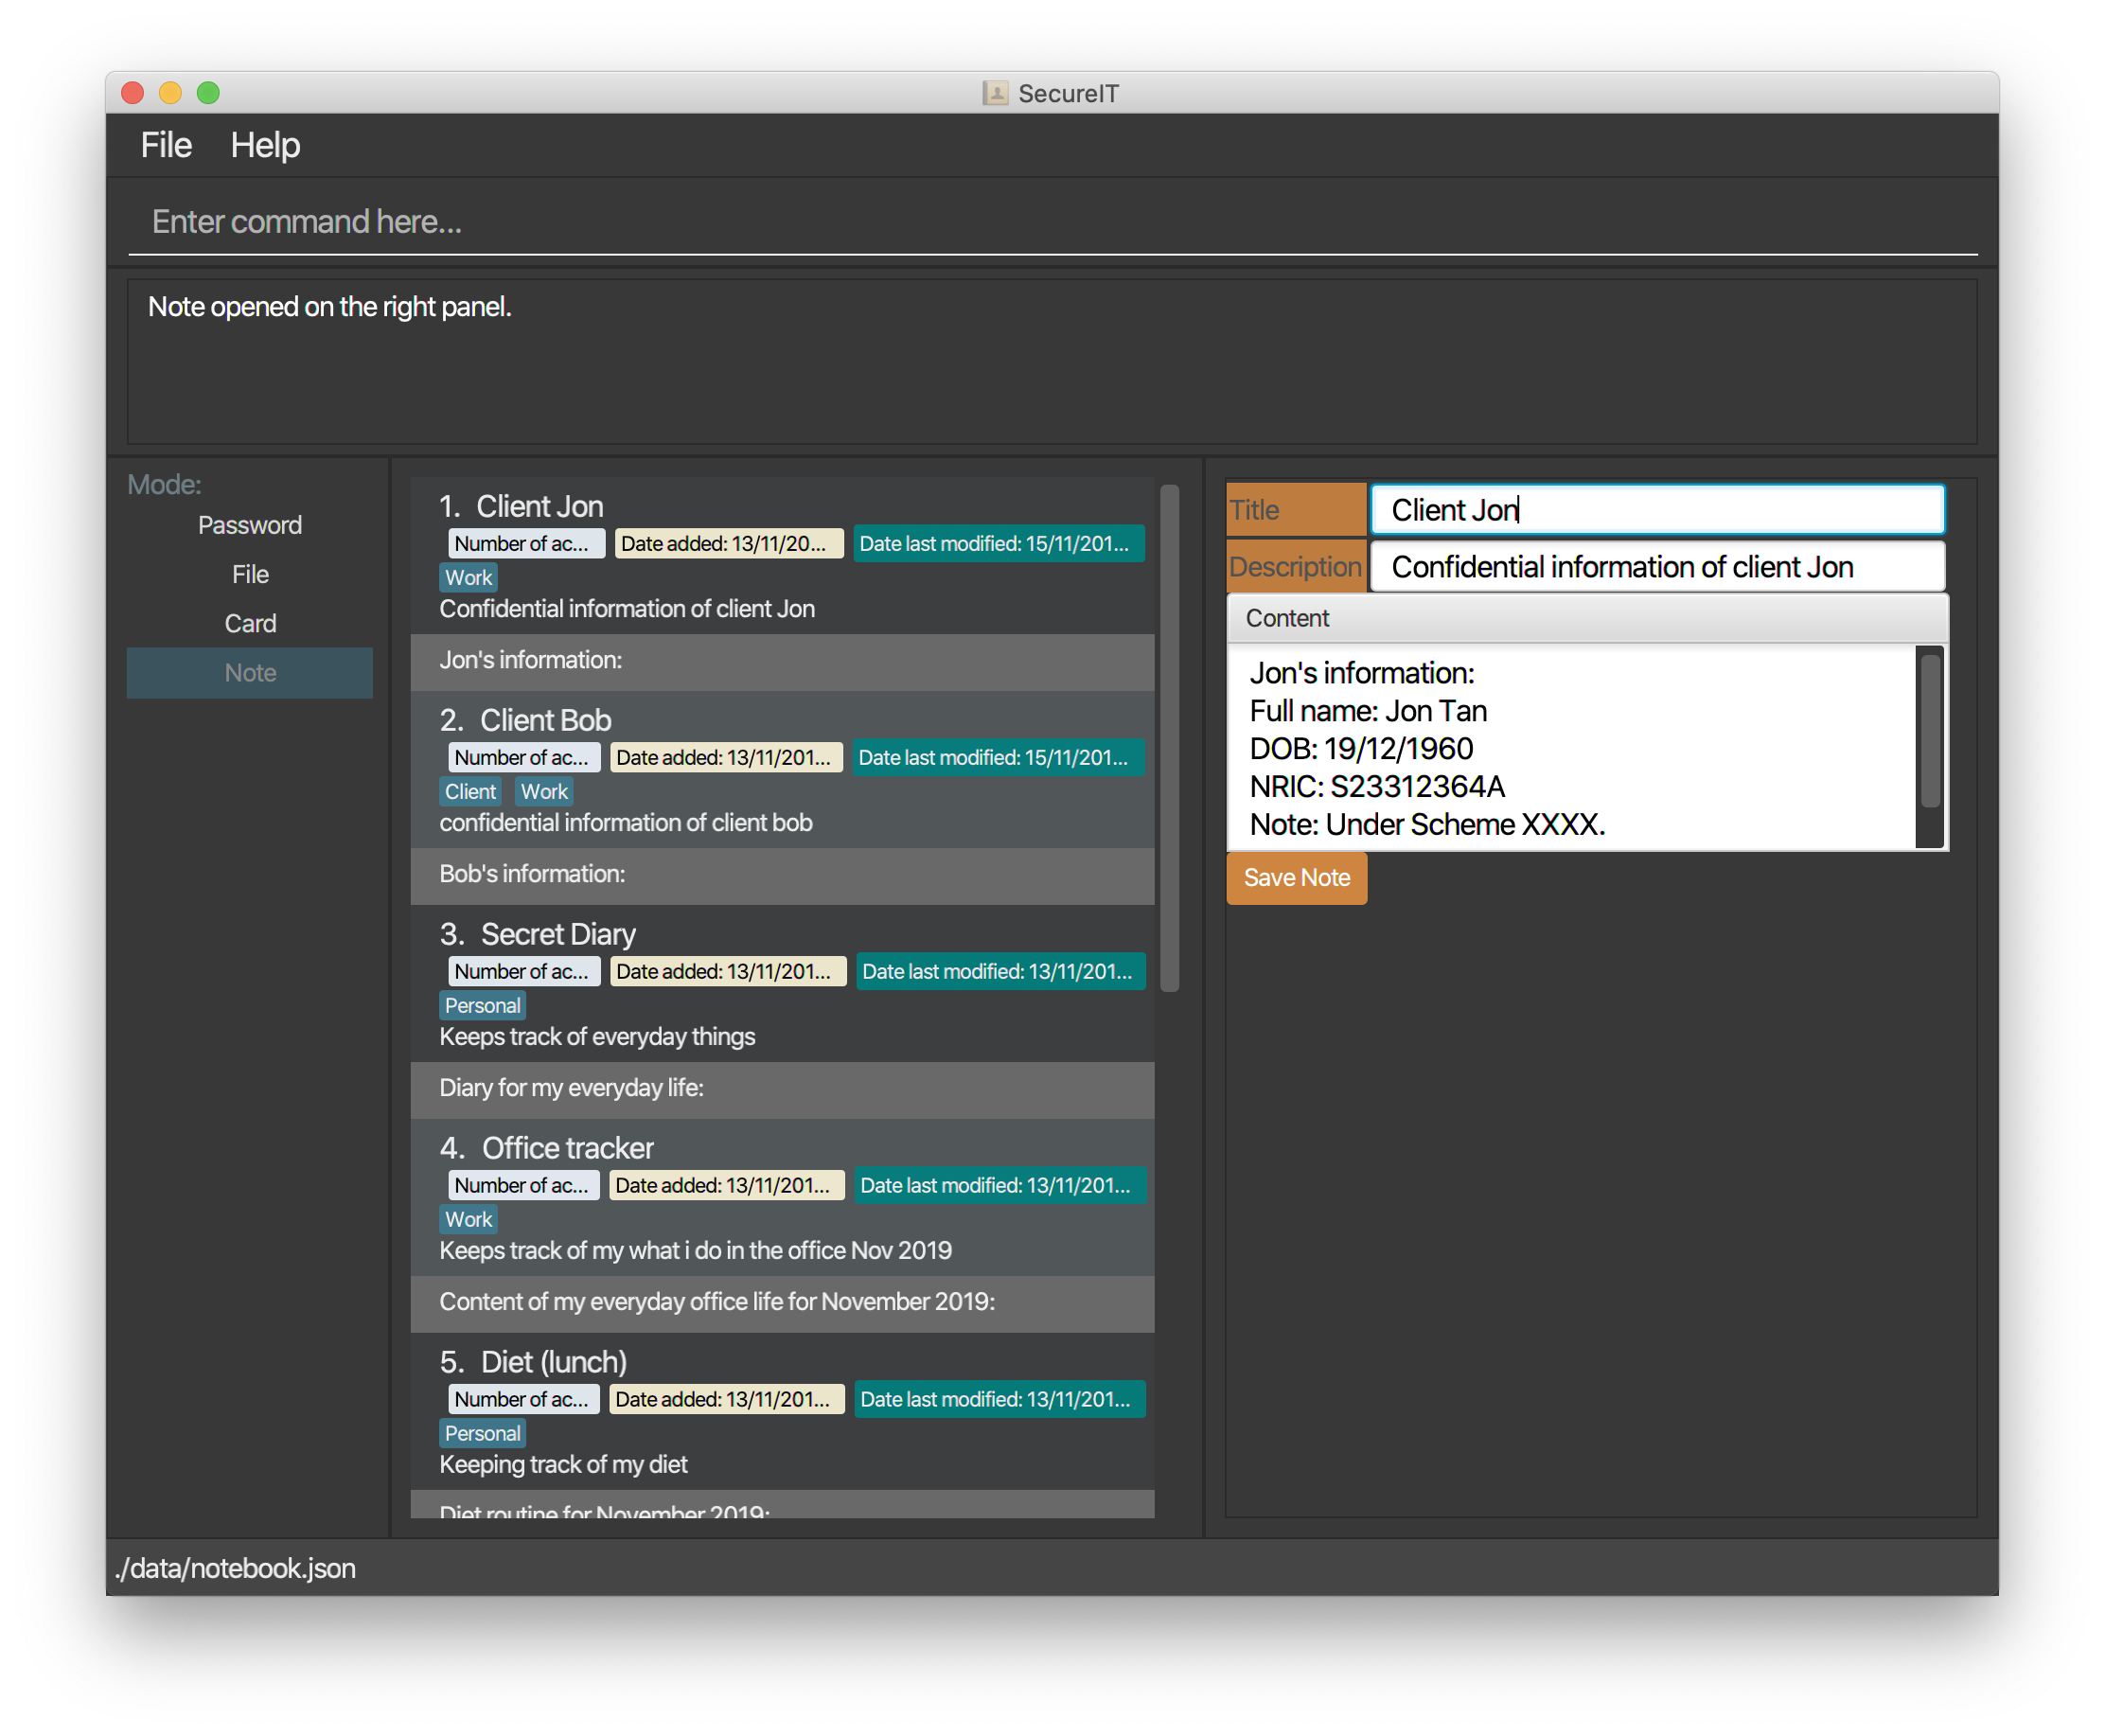 SecureIT
File Help
Enter command here...
Note opened on the right panel.
Mode:
Password
File
Card
Note
1. Client Jon
Number of ac... Date added: 13/11/20... Date last modified: 15/11/201...
Work
Confidential information of client Jon
Jon's information:
2. Client Bob
Number of ac... Date added: 13/11/201... Date last modified: 15/11/201...
Client Work
confidential information of client bob
Bob's information:
3. Secret Diary
Number of ac... Date added: 13/11/201... Date last modified: 13/11/201...
Personal
Keeps track of everyday things
Diary for my everyday life:
4. Office tracker
Number of ac... Date added: 13/11/201... Date last modified: 13/11/201...
Work
Keeps track of my what i do in the office Nov 2019
Content of my everyday office life for November 2019:
5. Diet (lunch)
Number of ac... Date added: 13/11/201... Date last modified: 13/11/201...
Personal
Keeping track of my diet
Diet routine for November 2019:
Title Client Jon
Description Confidential information of client Jon
Content
Jon's information:
Full name: Jon Tan
DOB: 19/12/1960
NRIC: S23312364A
Note: Under Scheme XXXX.
Save Note
./data/notebook.json